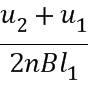 u₂ + u₁
2nBl₁